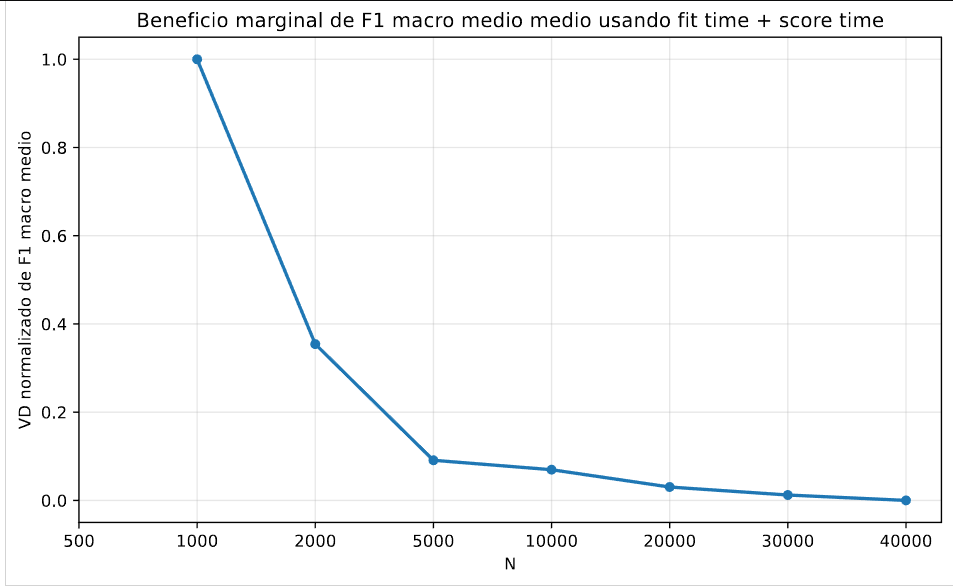 Beneficio marginal de F1 macro medio medio usando fit time + score time
VD normalizado de F1 macro medio
1.0
0.8
0.6
0.4
0.2
0.0
500 1000 2000 5000 10000 20000 30000 40000
N